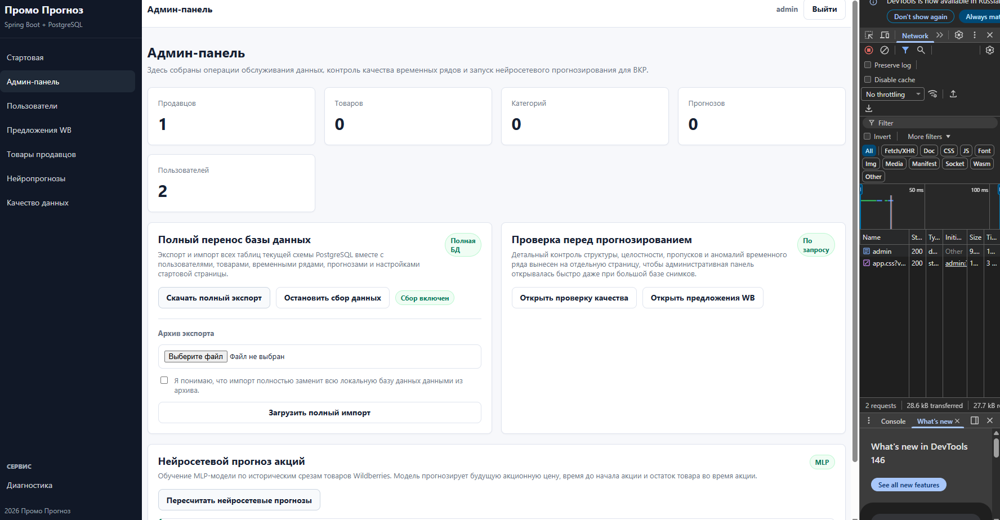 Промо Прогноз
Spring Boot + PostgreSQL
Стартовая
Админ-панель
Пользователи
Предложения WB
Товары продавцов
Нейропрогнозы
Качество данных
СЕРВИС
Диагностика
2026 Промо Прогноз
Админ-панель
admin
Выйти
Админ-панель
Здесь собраны операции обслуживания данных, контроль качества временных рядов и запуск нейросетевого прогнозирования для ВКР.
Продавцов
1
Товаров
0
Категорий
0
Прогнозов
0
Пользователей
2
Полный перенос базы данных
Полная
БД
Экспорт и импорт всех таблиц текущей схемы PostgreSQL вместе с
пользователями, товарами, временными рядами, прогнозами и настройками
стартовой страницы.
Скачать полный экспорт
Остановить сбор данных
Сбор включен
Архив экспорта
Выберите файл Файл не выбран
Я понимаю, что импорт полностью заменит всю локальную базу данных данными из
архива.
Загрузить полный импорт
Проверка перед прогнозированием
По
запросу
Детальный контроль структуры, целостности, пропусков и аномалий временного
ряда вынесен на отдельную страницу, чтобы административная панель
открывалась быстро даже при большой базе снимков.
Открыть проверку качества
Открыть предложения WB
Нейросетевой прогноз акций
MLP
Обучение MLP-модели по историческим срезам товаров Wildberries. Модель прогнозирует будущую акционную цену, время до начала акции и остаток товара во время акции.
Пересчитать нейросетевые прогнозы
DevTools is now available in Russia
Don't show again
Always mat
Network
Preserve log
Disable cache
No throttling
Filter
Invert
More filters
All
Fetch/XHR
Doc
CSS
JS
Font
Img
Media
Manifest
Socket
Wasm
Other
50 ms
100 ms
Name St... Ty... Initi... Size Ti...
admin 200 d... Other 9.... 1...
app.css?v... 200 st... admin: 1... 3 ...
2 requests
28.6 kB transferred
27.7 kB r
Console
What's new
What's new in DevTools
146
See all new features